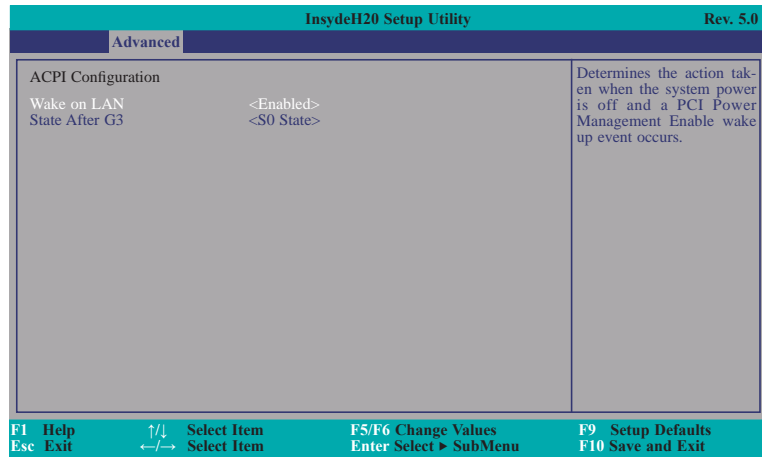 InsydeH20 Setup Utility Rev. 5.0
Advanced
ACPI Configuration
Wake on LAN <Enabled>
State After G3 <S0 State>
Determines the action tak-
en when the system power
is off and a PCI Power
Management Enable wake
up event occurs.
F1 Help ↑/↓ Select Item F5/F6 Change Values F9 Setup Defaults
Esc Exit ←/→ Select Item Enter Select ► SubMenu F10 Save and Exit